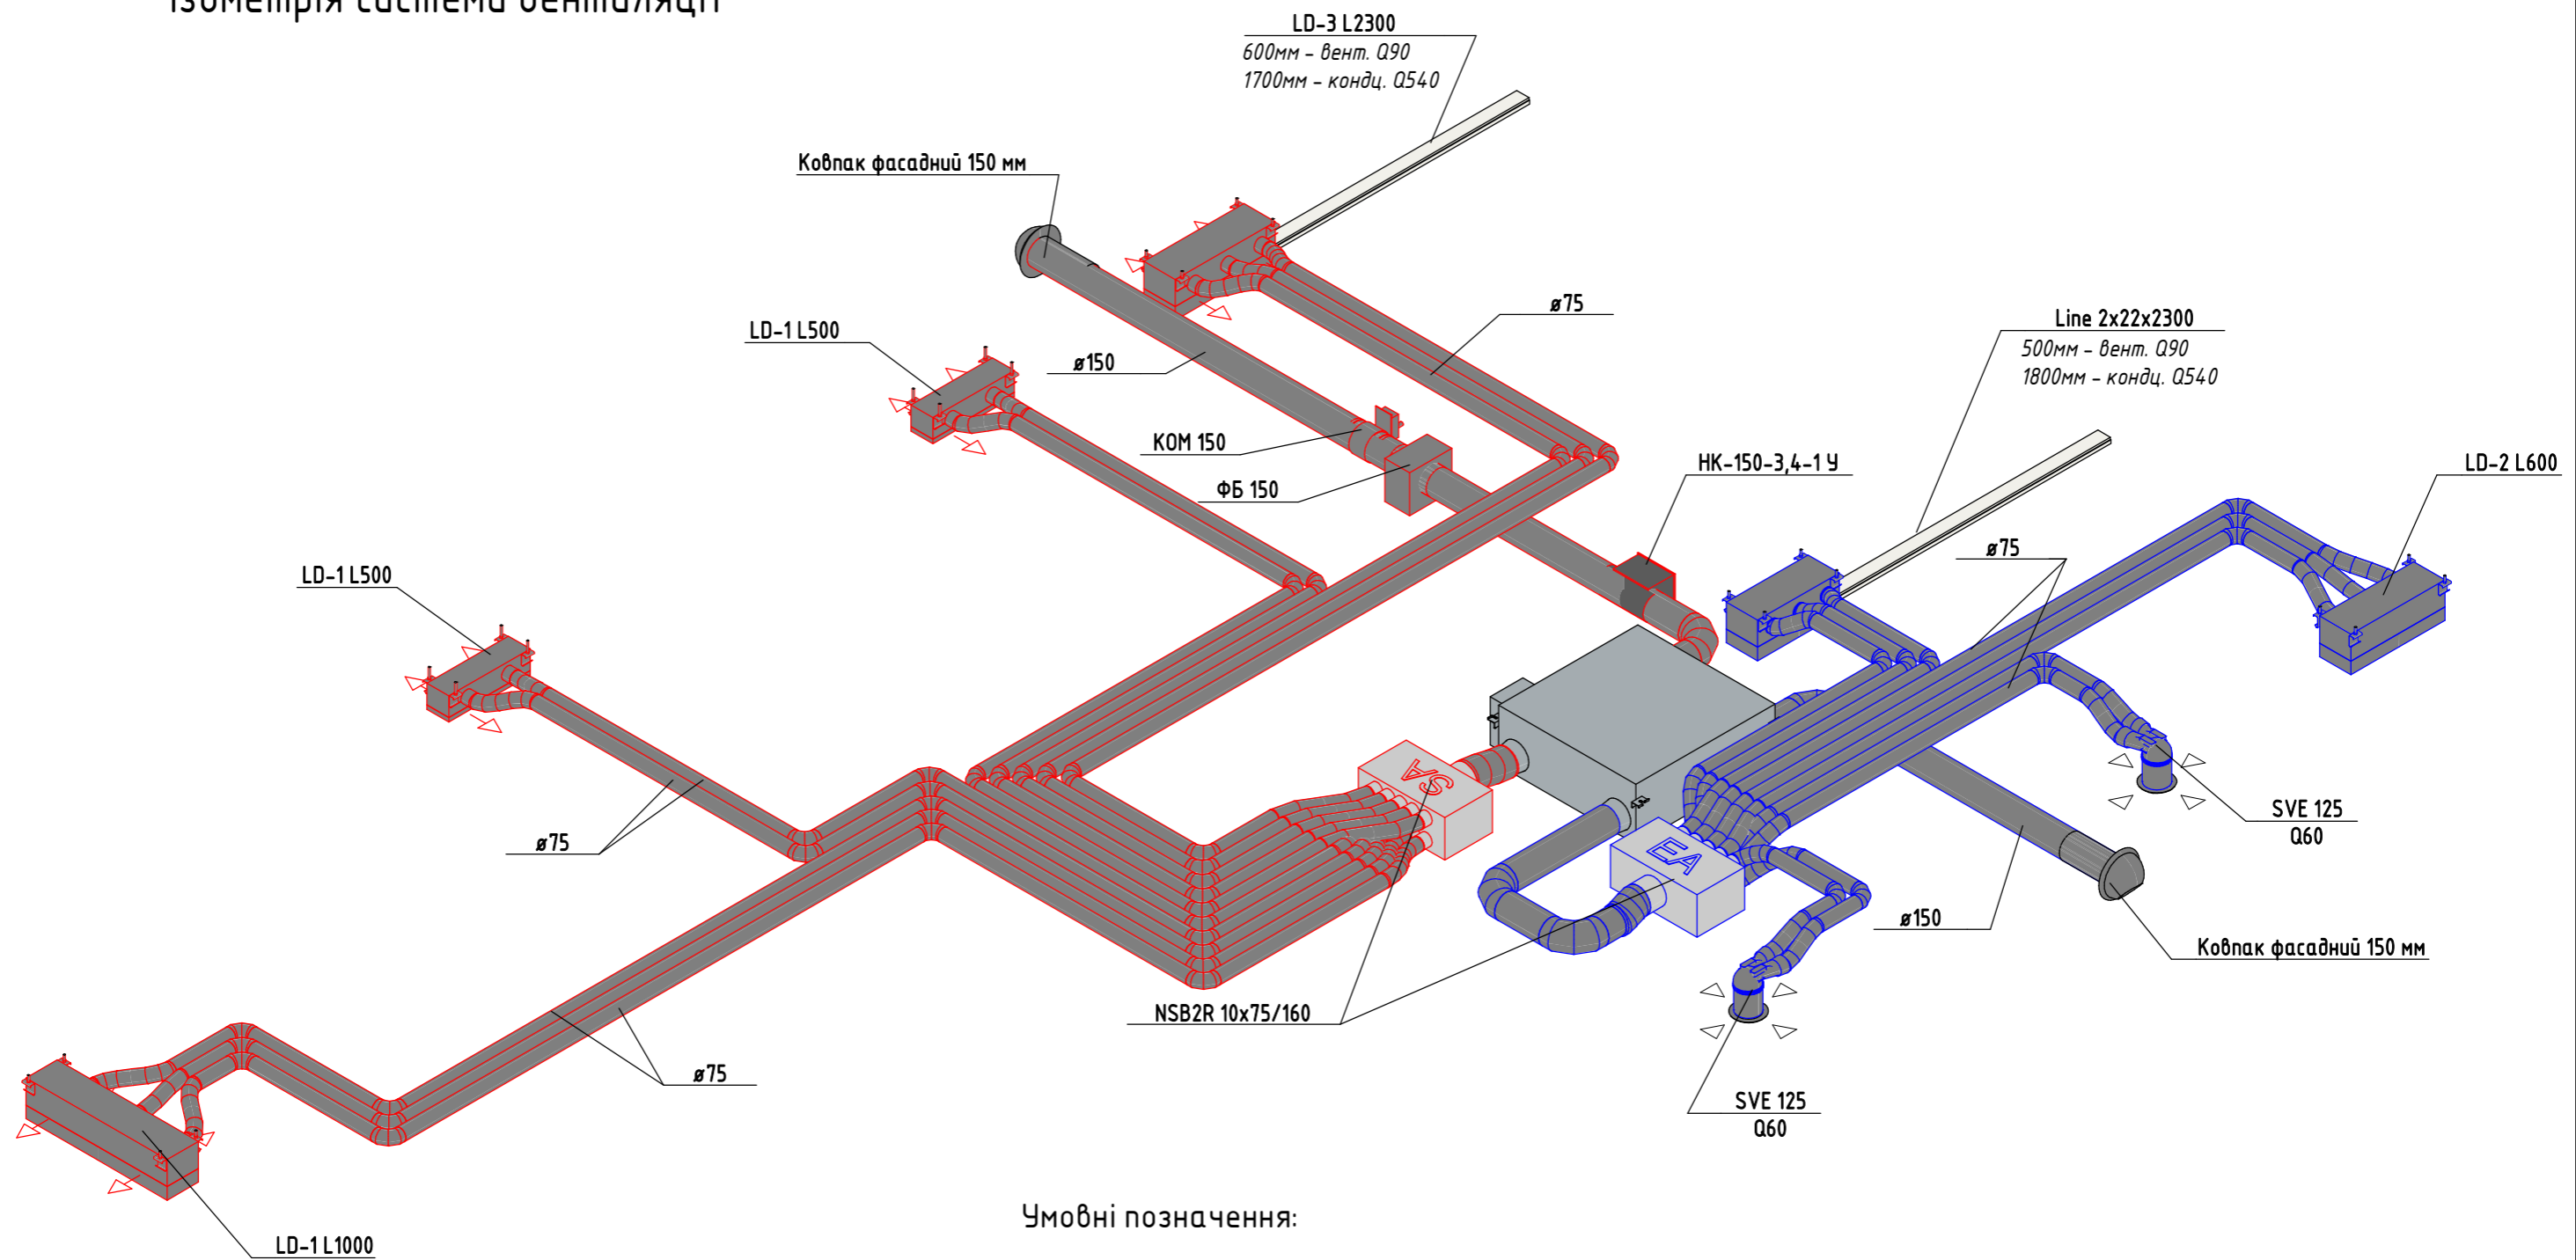 Ізометрія система вентиляції
LD-3 L2300
600мм - вент. Q90
1700мм - кондц. Q540
Ковпак фасадний 150 мм
ø75
Line 2x22x2300
500мм - вент. Q90
1800мм - кондц. Q540
LD-1 L500
ø150
КОМ 150
НК-150-3,4-1 У
LD-2 L600
ФБ 150
ø75
LD-1 L500
SA
SVE 125
Q60
ø75
EA
ø150
Ковпак фасадний 150 мм
NSB2R 10x75/160
ø75
SVE 125
Q60
Умовні позначення:
LD-1 L1000